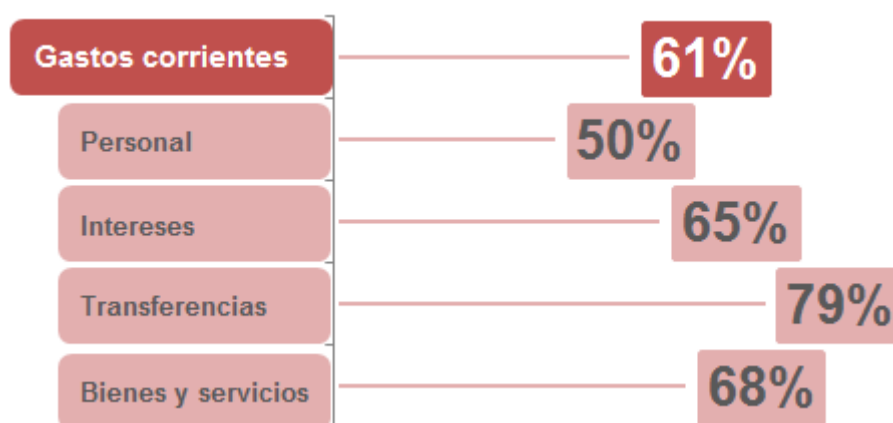 Gastos corrientes 61%
Personal 50%
Intereses 65%
Transferencias 79%
Bienes y servicios 68%